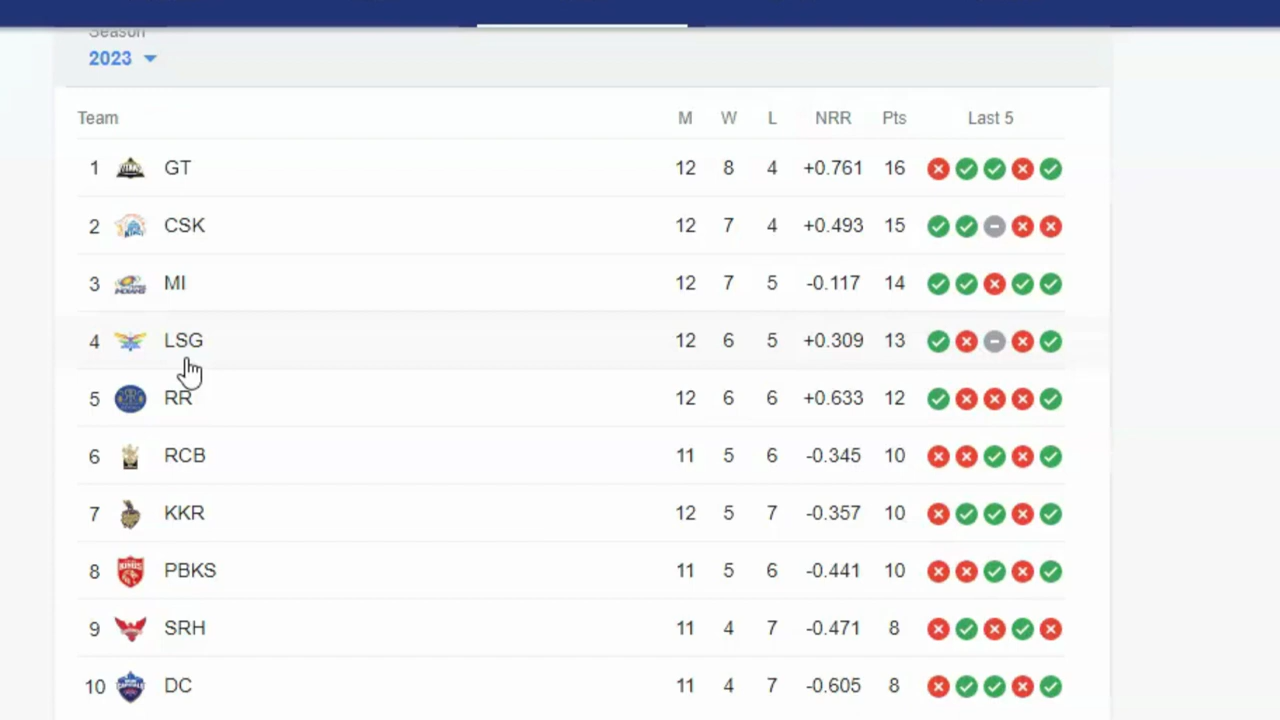 Season
2023
Team M W L NRR Pts Last 5
1 GT 12 8 4 +0.761 16
2 CSK 12 7 4 +0.493 15
3 MI 12 7 5 -0.117 14
4 LSG 12 6 5 +0.309 13
5 RR 12 6 6 +0.633 12
6 RCB 11 5 6 -0.345 10
7 KKR 12 5 7 -0.357 10
8 PBKS 11 5 6 -0.441 10
9 SRH 11 4 7 -0.471 8
10 DC 11 4 7 -0.605 8